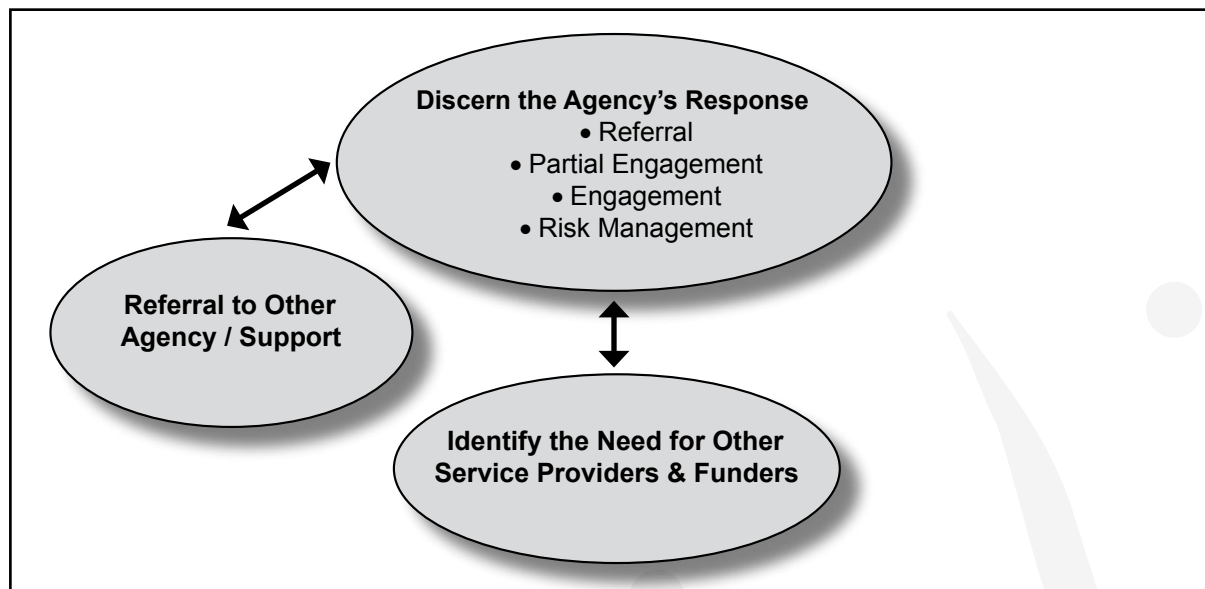 Discern the Agency’s Response
• Referral
• Partial Engagement
• Engagement
• Risk Management
Referral to Other
Agency / Support
Identify the Need for Other
Service Providers & Funders